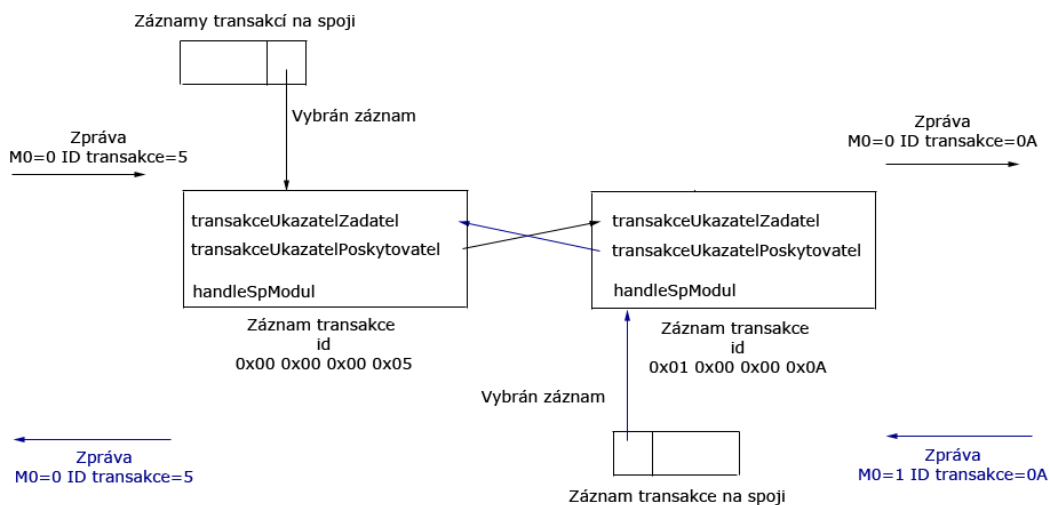 Záznamy transakcí na spoji
Vybrán záznam
Zpráva
M0=0 ID transakce=5
Zpráva
M0=0 ID transakce=0A
transakceUkazatelZadatel
transakceUkazatelPoskytovatel
handleSpModul
transakceUkazatelZadatel
transakceUkazatelPoskytovatel
handleSpModul
Záznam transakce
id
0x00 0x00 0x00 0x05
Záznam transakce
id
0x01 0x00 0x00 0x0A
Vybrán záznam
Zpráva
M0=0 ID transakce=5
Zpráva
M0=1 ID transakce=0A
Záznam transakce na spoji